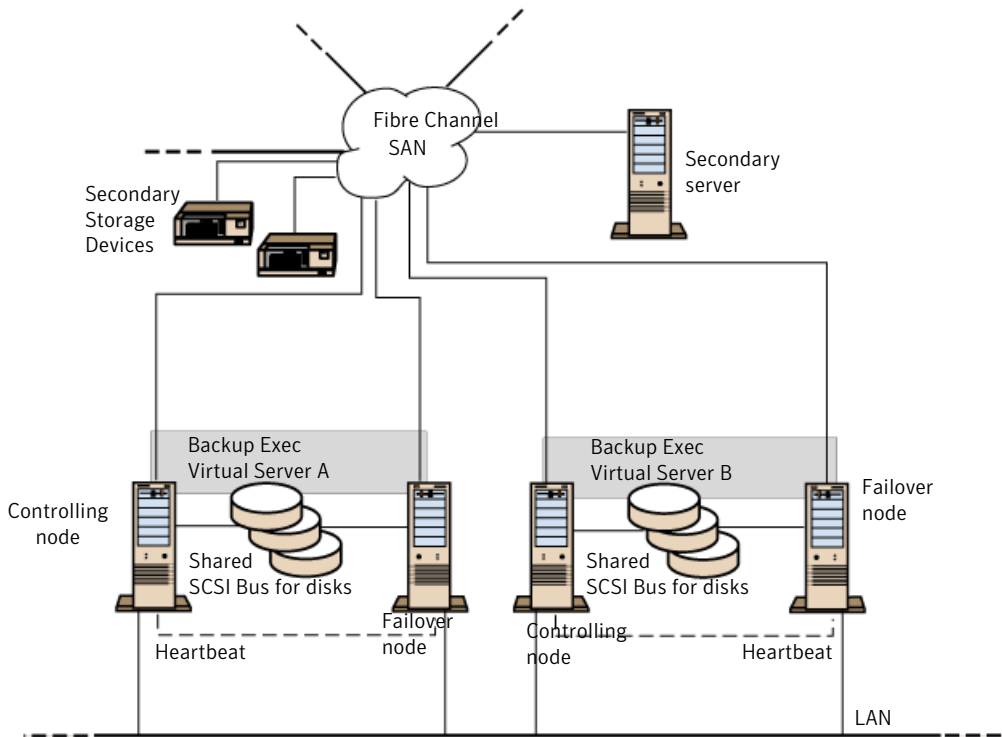 Fibre Channel
SAN
Secondary
server
Secondary
Storage
Devices
Backup Exec
Virtual Server A
Backup Exec
Virtual Server B
Controlling
node
Failover
node
Shared
SCSI Bus for disks
Shared
SCSI Bus for disks
Failover
node
Controlling
node
Heartbeat
Heartbeat
LAN